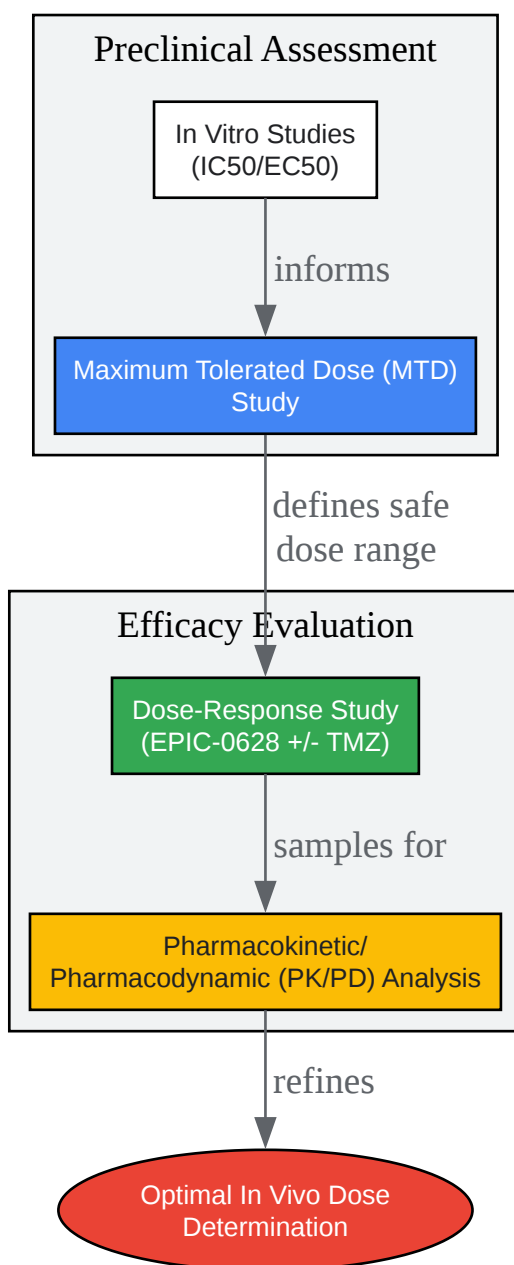 Preclinical Assessment
In Vitro Studies
(IC50/EC50)
informs
Maximum Tolerated Dose (MTD)
Study
defines safe
dose range
Efficacy Evaluation
Dose-Response Study
(EPIC-0628 +/- TMZ)
samples for
Pharmacokinetic/
Pharmacodynamic (PK/PD) Analysis
refines
Optimal In Vivo Dose
Determination